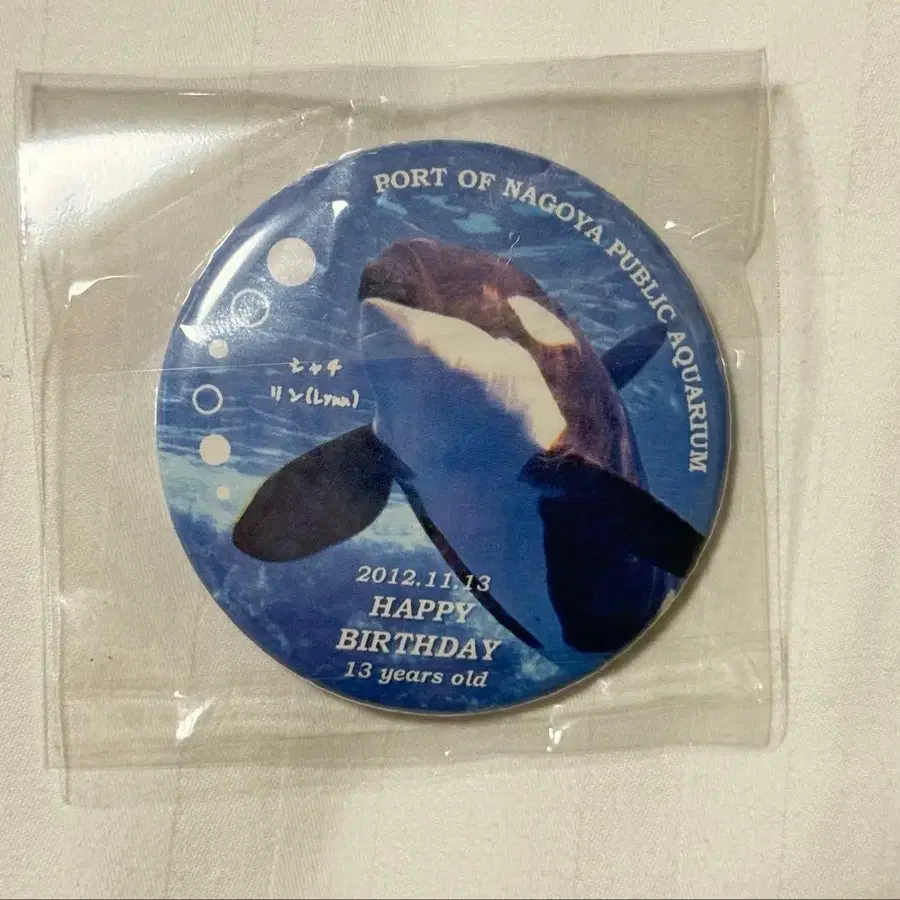 PORT OF NAGOYA PUBLIC AQUARIUM
シャチ
リン(Lynn)
2012.11.13
HAPPY
BIRTHDAY
13 years old